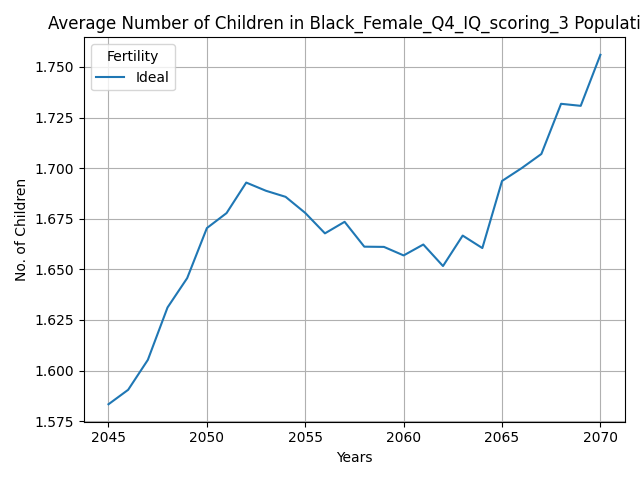 Average Number of Children in Black_Female_Q4_IQ_scoring_3 Populati
Fertility
Ideal
No. of Children
1.750
1.725
1.700
1.675
1.650
1.625
1.600
1.575
2045 2050 2055 2060 2065 2070
Years